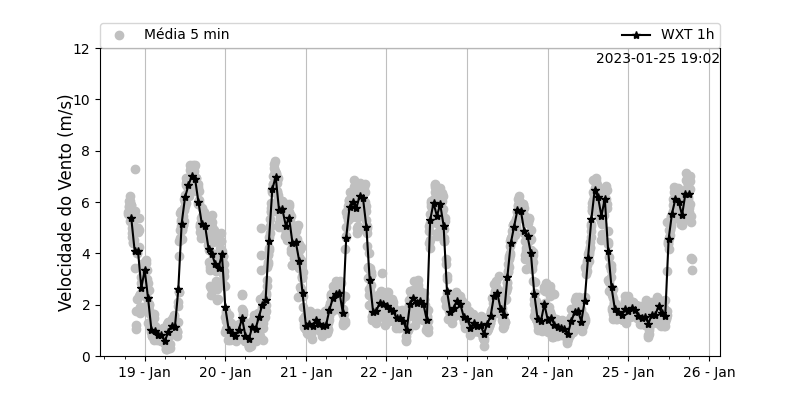 Média 5 min
WXT 1h
2023-01-25 19:02
Velocidade do Vento (m/s)
12
10
8
6
4
2
0
19 - Jan
20 - Jan
21 - Jan
22 - Jan
23 - Jan
24 - Jan
25 - Jan
26 - Jan